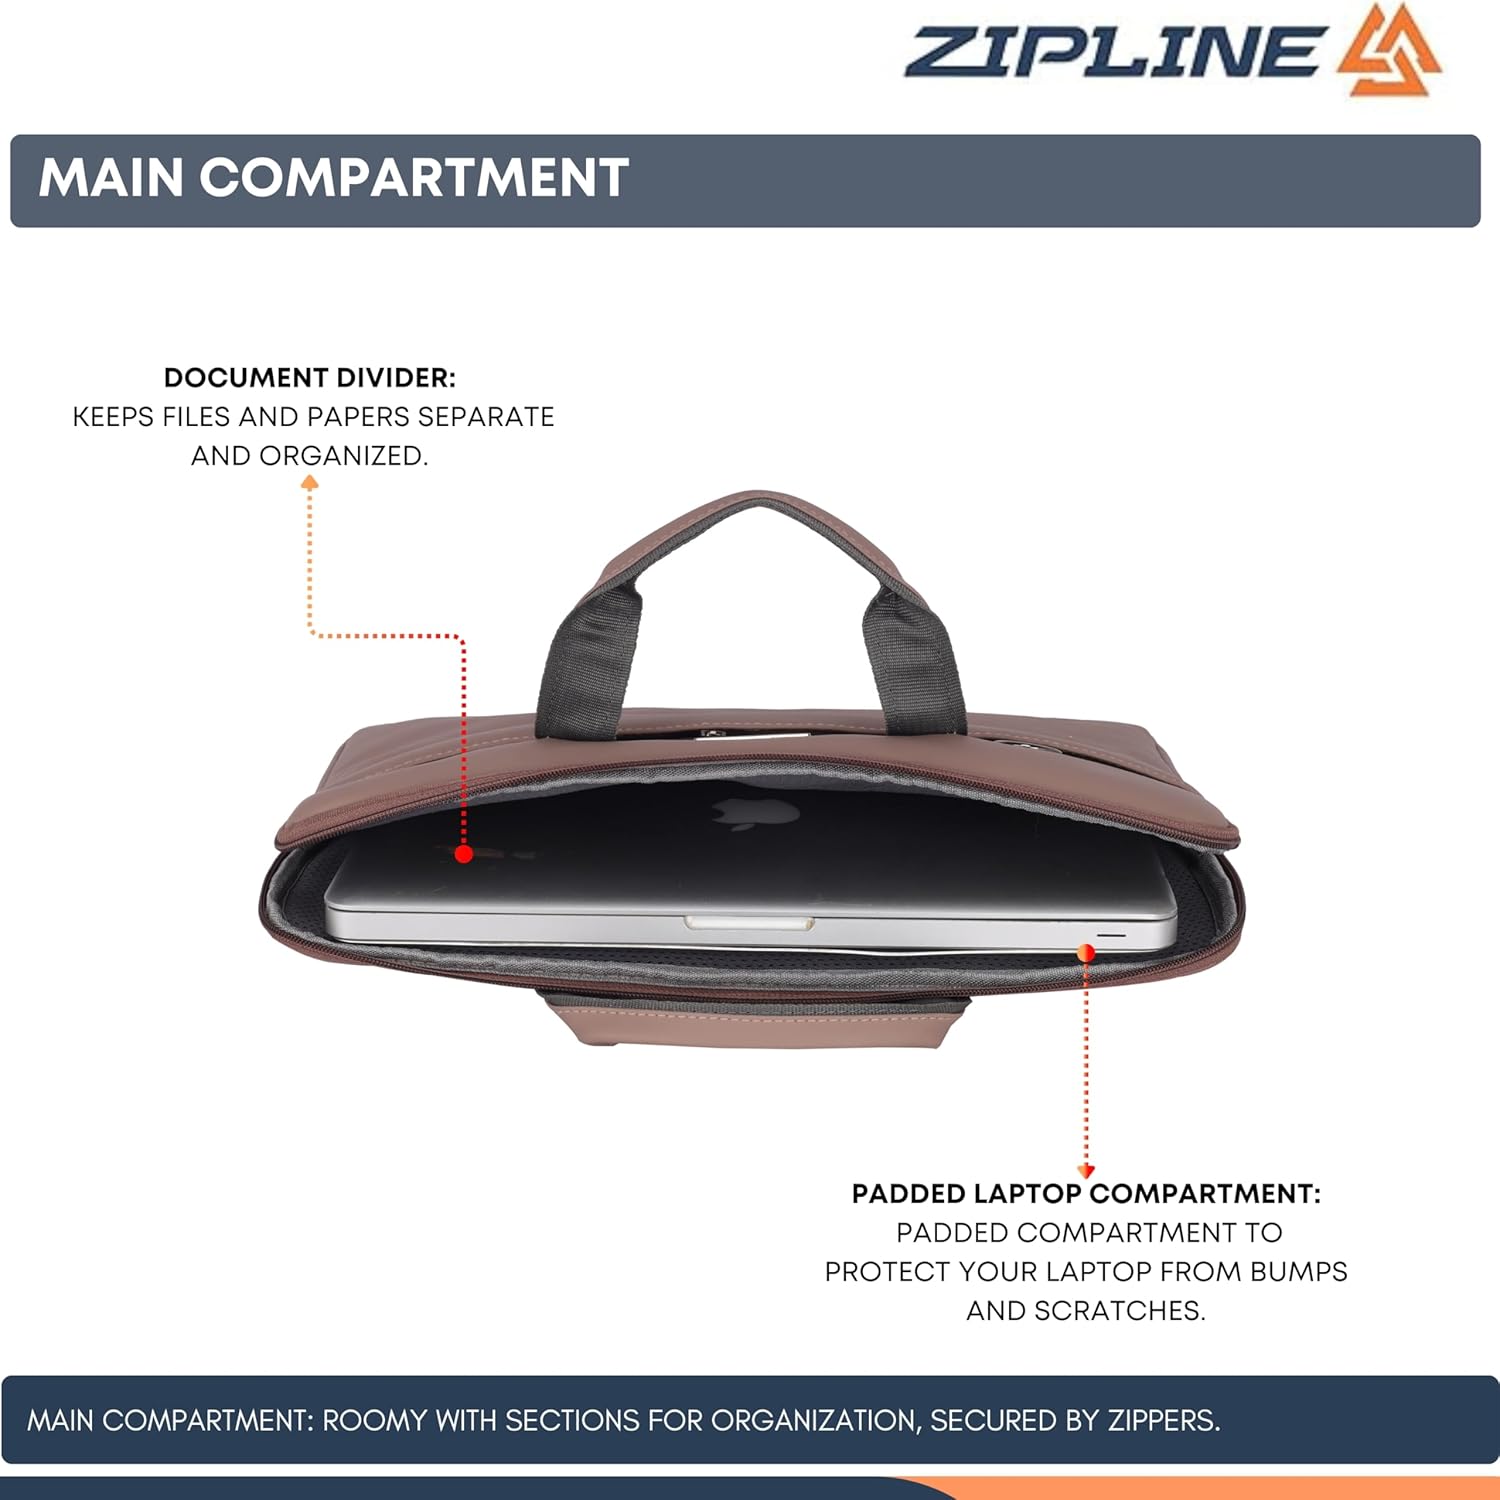 ZIPLINE
MAIN COMPARTMENT
DOCUMENT DIVIDER:
KEEPS FILES AND PAPERS SEPARATE
AND ORGANIZED.
PADDED LAPTOP COMPARTMENT:
PADDED COMPARTMENT TO
PROTECT YOUR LAPTOP FROM BUMPS
AND SCRATCHES.
MAIN COMPARTMENT: ROOMY WITH SECTIONS FOR ORGANIZATION, SECURED BY ZIPPERS.